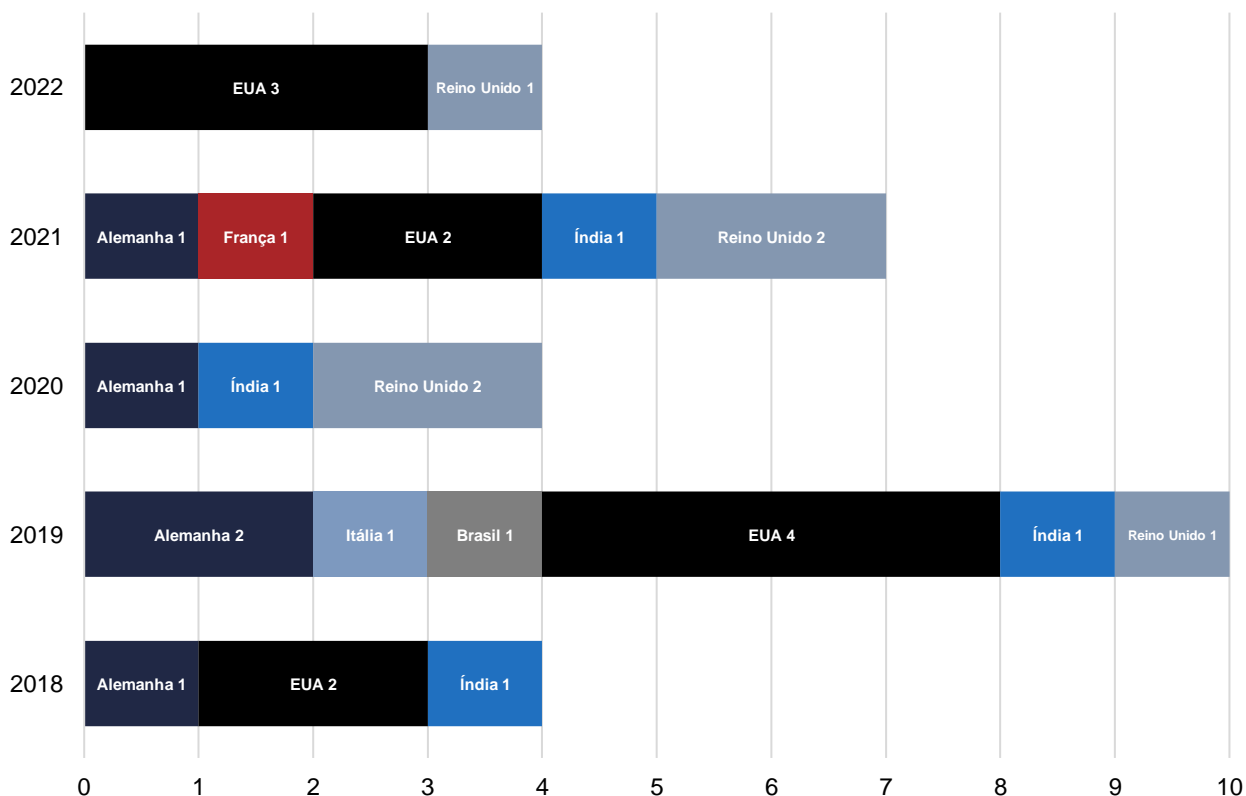 2022
EUA 3
Reino Unido 1
2021
Alemanha 1
França 1
EUA 2
Índia 1
Reino Unido 2
2020
Alemanha 1
Índia 1
Reino Unido 2
2019
Alemanha 2
Itália 1
Brasil 1
EUA 4
Índia 1
Reino Unido 1
2018
Alemanha 1
EUA 2
Índia 1
0 1 2 3 4 5 6 7 8 9 10